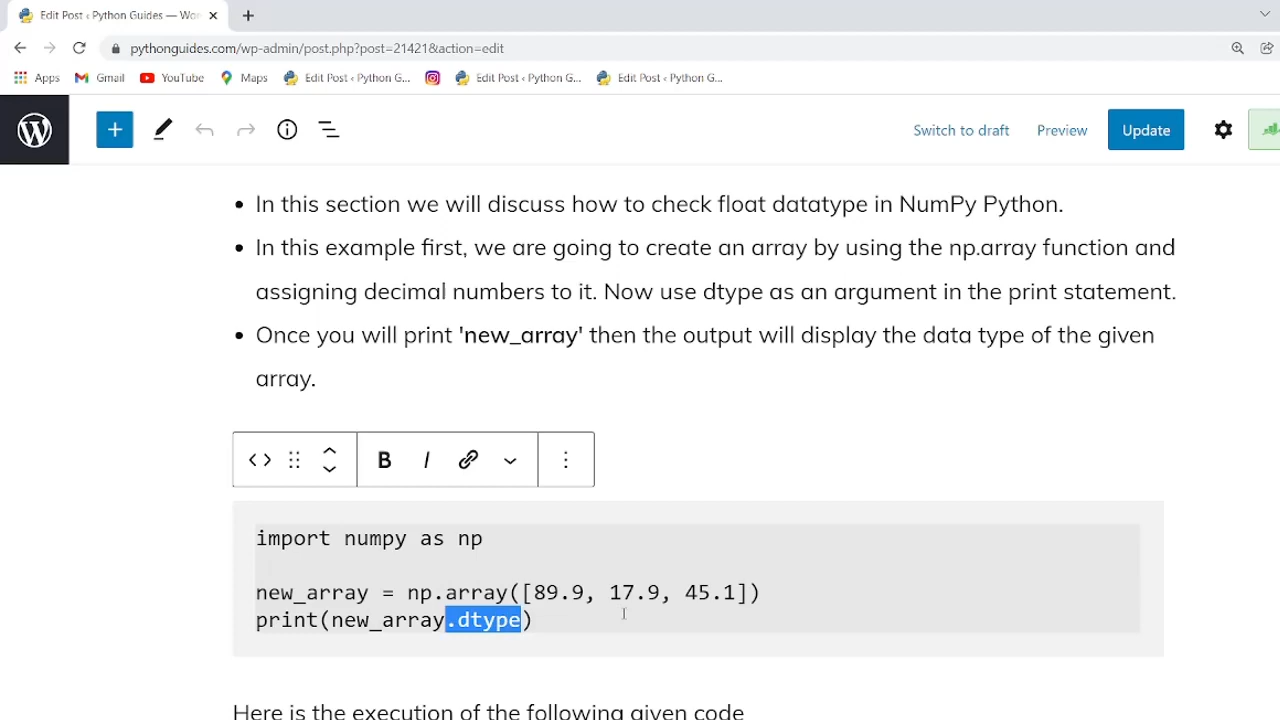 Edit Post ‹ Python Guides — Wor
pythonguides.com/wp-admin/post.php?post=21421&action=edit
Apps Gmail YouTube Maps Edit Post ‹ Python G... Edit Post ‹ Python G... Edit Post ‹ Python G...
Switch to draft Preview Update
In this section we will discuss how to check float datatype in NumPy Python.
In this example first, we are going to create an array by using the np.array function and
assigning decimal numbers to it. Now use dtype as an argument in the print statement.
Once you will print 'new_array' then the output will display the data type of the given
array.
B I
import numpy as np
new_array = np.array([89.9, 17.9, 45.1])
print(new_array.dtype)
Here is the execution of the following given code